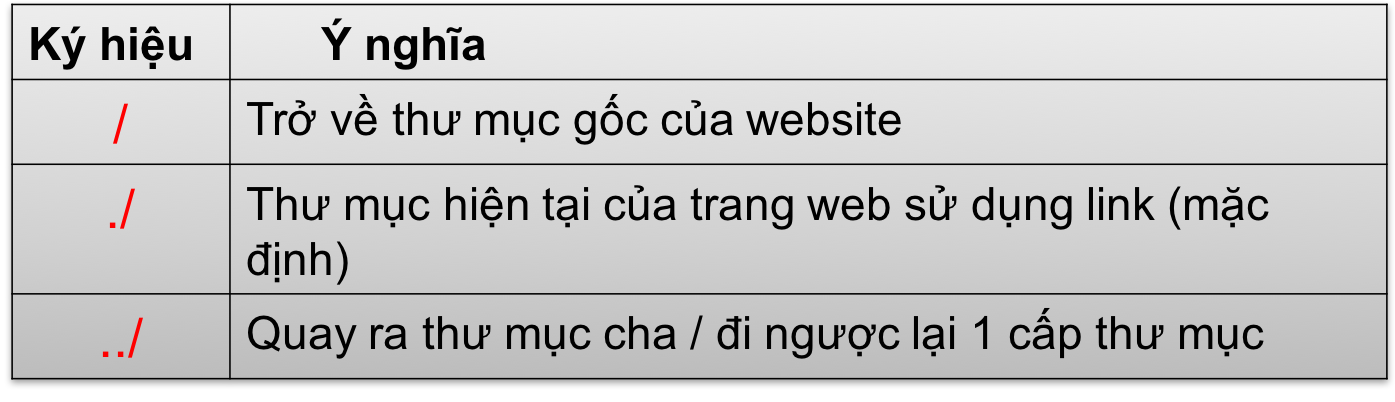 Ký hiệu Ý nghĩa
/ Trở về thư mục gốc của website
./ Thư mục hiện tại của trang web sử dụng link (mặc
định)
../ Quay ra thư mục cha / đi ngược lại 1 cấp thư mục